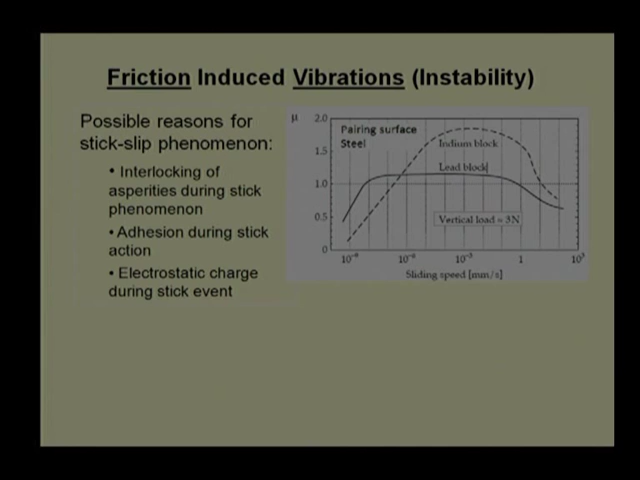 Friction Induced Vibrations (Instability)
Possible reasons for
stick-slip phenomenon:
• Interlocking of
asperities during stick
phenomenon
• Adhesion during stick
action
• Electrostatic charge
during stick event
μ
2.0
1.5
1.0
0.5
0
Pairing surface
Steel
Indium block
Lead block
Vertical load = 3N
1
Sliding speed [mm/s]